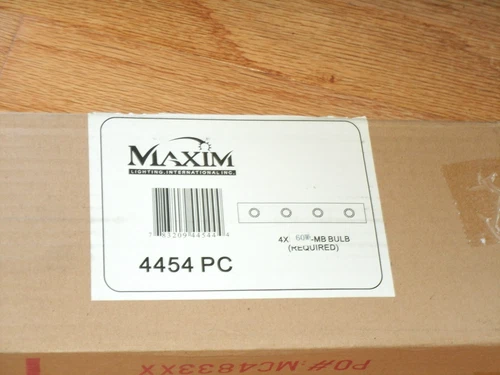 MAXIM
LIGHTING INTERNATIONAL INC.
4X 60W-MB BULB
(REQUIRED)
4454 PC
PO#: MC4833XX